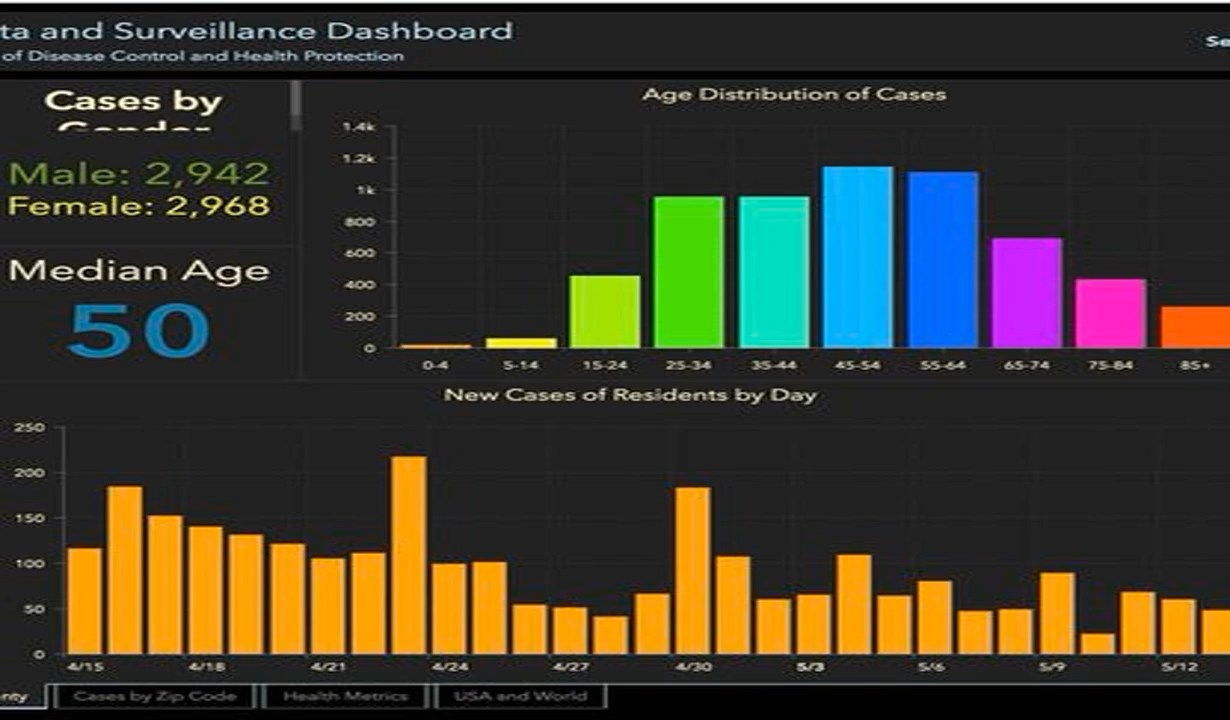 ta and Surveillance Dashboard
of Disease Control and Health Protection
Se
Cases by
Gender
Male: 2,942
Female: 2,968
Median Age
50
Age Distribution of Cases
1.4k
1.2k
1k
800
600
400
200
0
0-4 5-14 15-24 25-34 35-44 45-54 55-64 65-74 75-84 85+
New Cases of Residents by Day
250
200
150
100
50
0
4/15 4/18 4/21 4/24 4/27 4/30 5/3 5/6 5/9 5/12
nty Cases by Zip Code Health Metrics USA and World